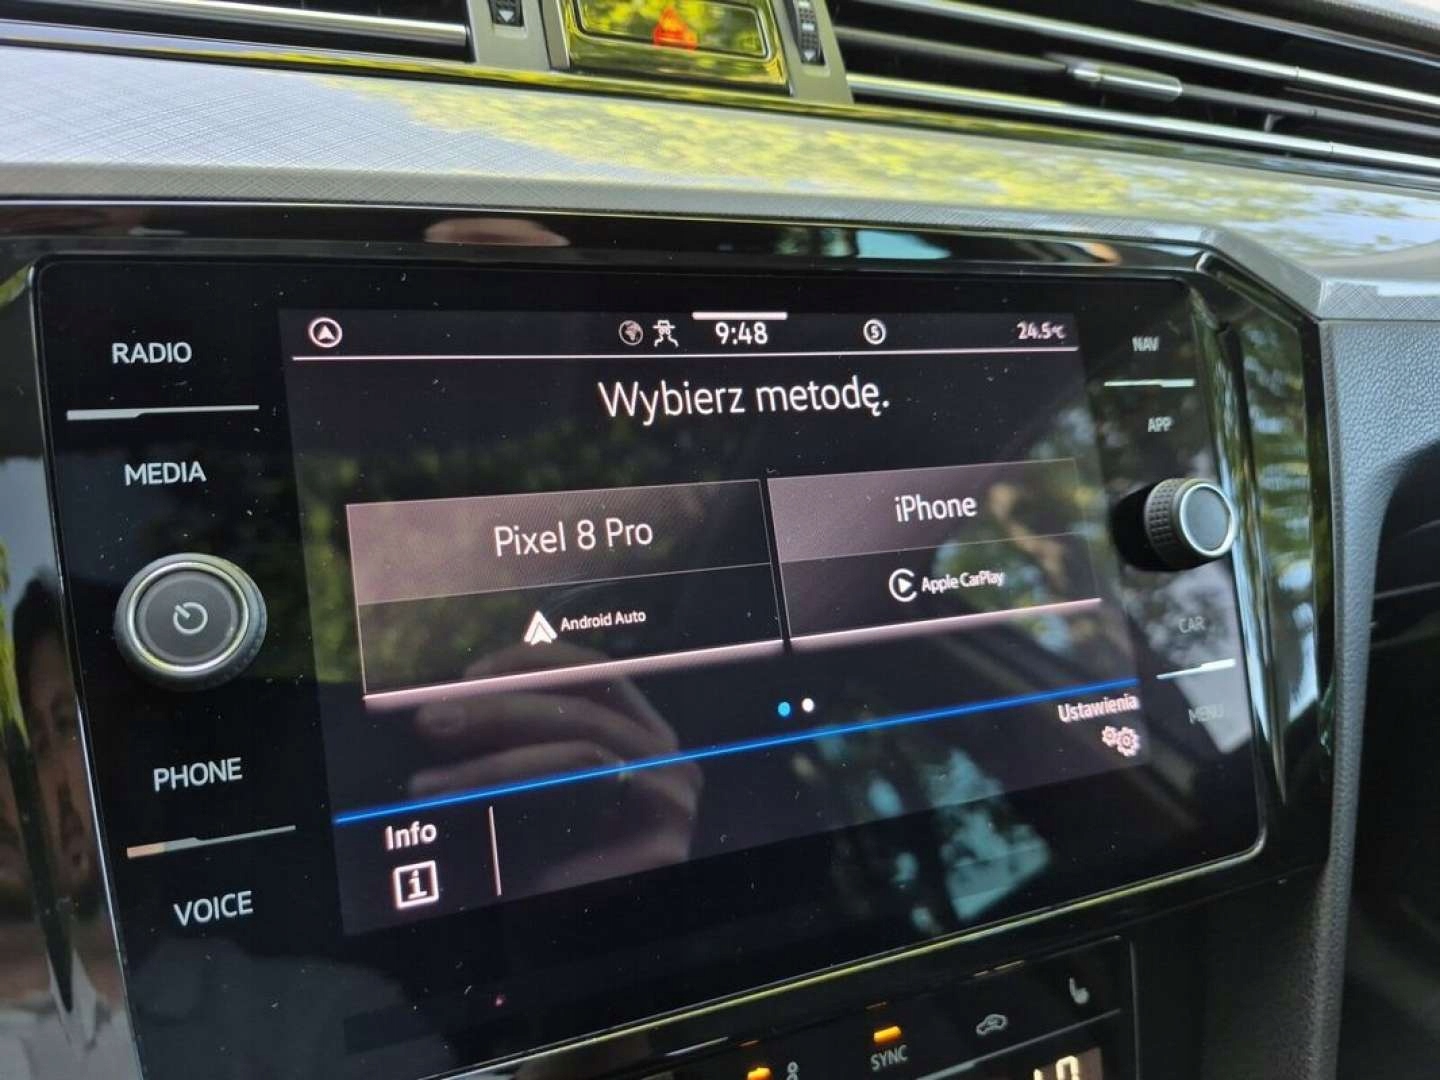 RADIO
MEDIA
PHONE
VOICE
9:48
S
24.5°C
Wybierz metodę.
Pixel 8 Pro
Android Auto
iPhone
Apple CarPlay
Ustawienia
Info
i
NAV
APP
CAR
MENU
SYNC